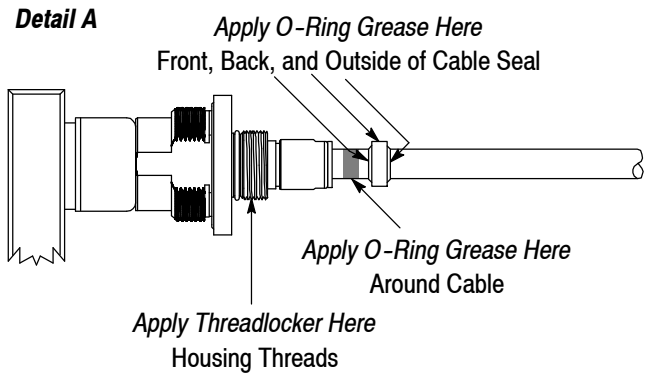 Detail A
Apply O-Ring Grease Here
Front, Back, and Outside of Cable Seal
Apply O-Ring Grease Here
Around Cable
Apply Threadlocker Here
Housing Threads